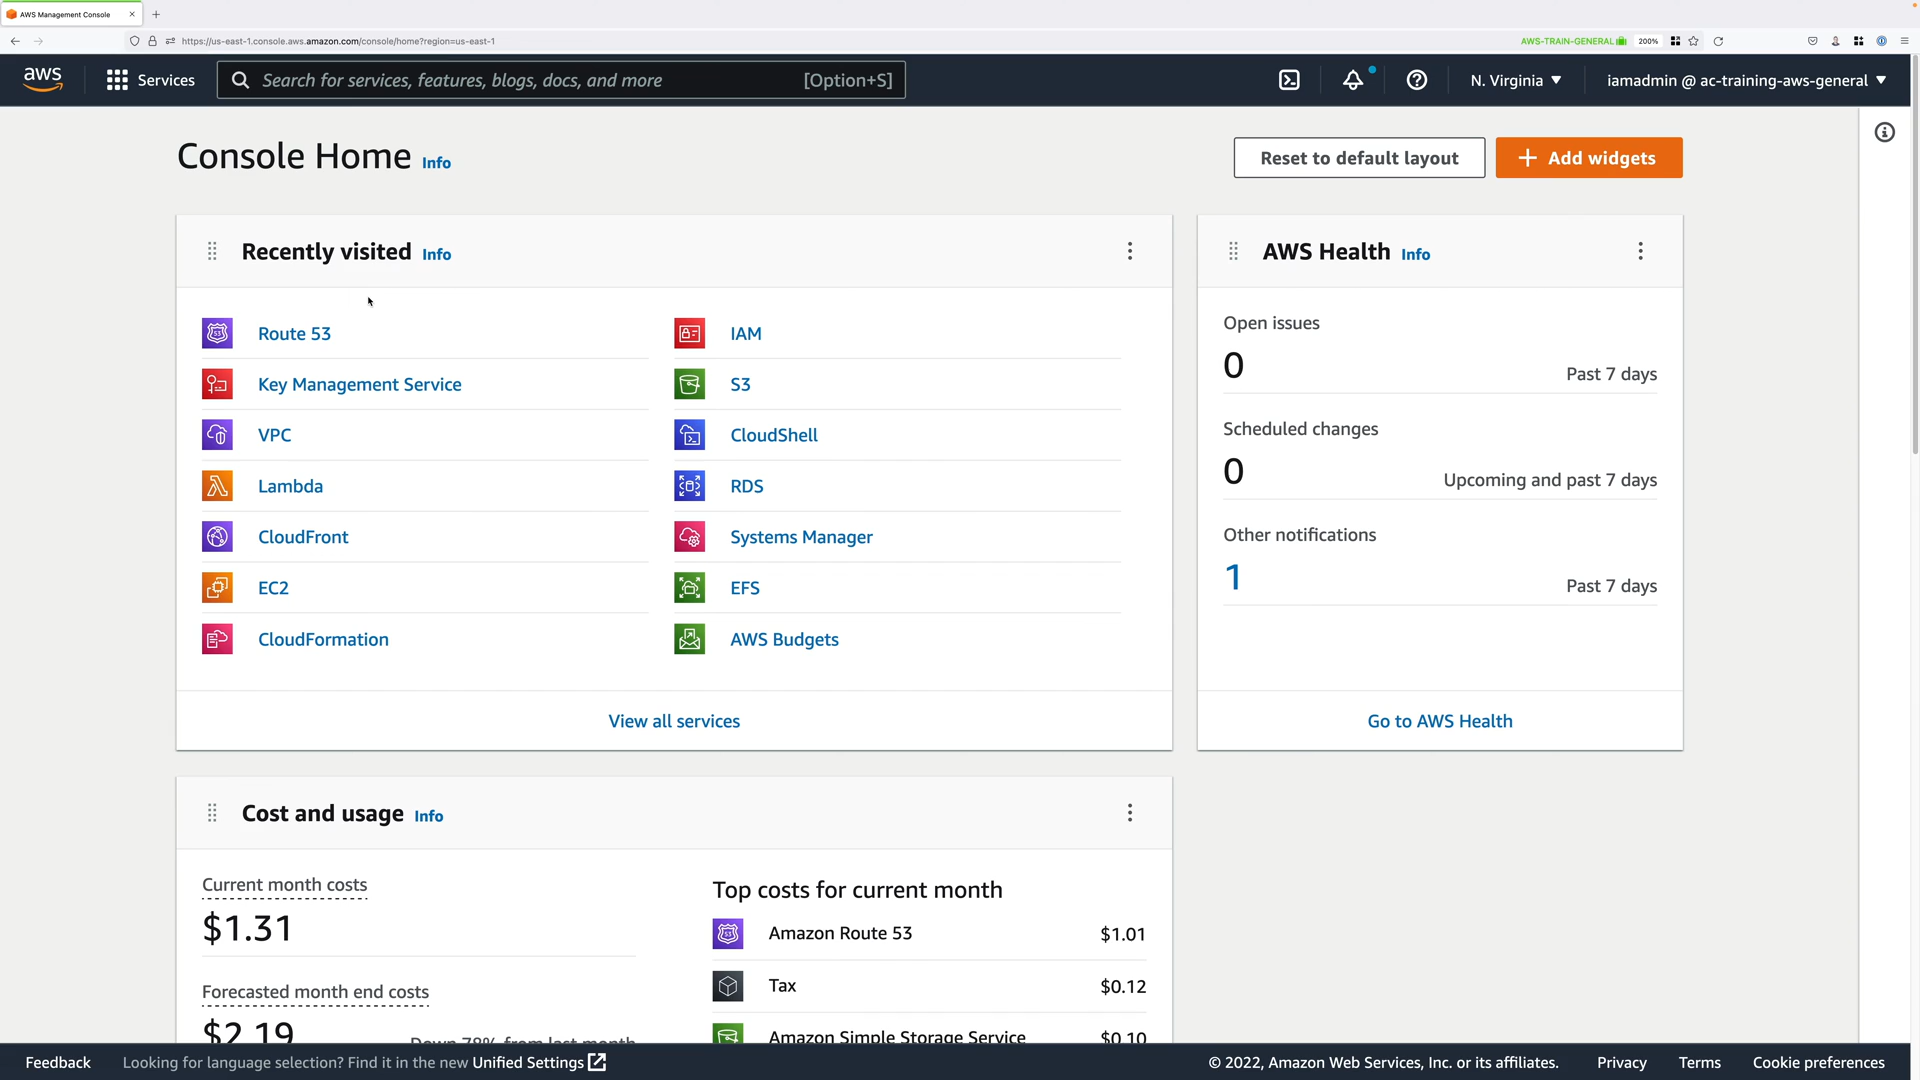 AWS Management Console
https://us-east-1.console.aws.amazon.com/console/home?region=us-east-1
AWS-TRAIN-GENERAL
200%
aws
Services
Search for services, features, blogs, docs, and more
[Option+S]
N. Virginia
iamadmin @ ac-training-aws-general
Console Home Info
Reset to default layout
Add widgets
Recently visited Info
Route 53
Key Management Service
VPC
Lambda
CloudFront
EC2
CloudFormation
IAM
S3
CloudShell
RDS
Systems Manager
EFS
AWS Budgets
View all services
AWS Health Info
Open issues
0
Past 7 days
Scheduled changes
0
Upcoming and past 7 days
Other notifications
1
Past 7 days
Go to AWS Health
Cost and usage Info
Current month costs
$1.31
Forecasted month end costs
$2.19
Down 78% from last month
Top costs for current month
Amazon Route 53 $1.01
Tax $0.12
Amazon Simple Storage Service $0.10
Feedback
Looking for language selection? Find it in the new Unified Settings
© 2022, Amazon Web Services, Inc. or its affiliates.
Privacy
Terms
Cookie preferences